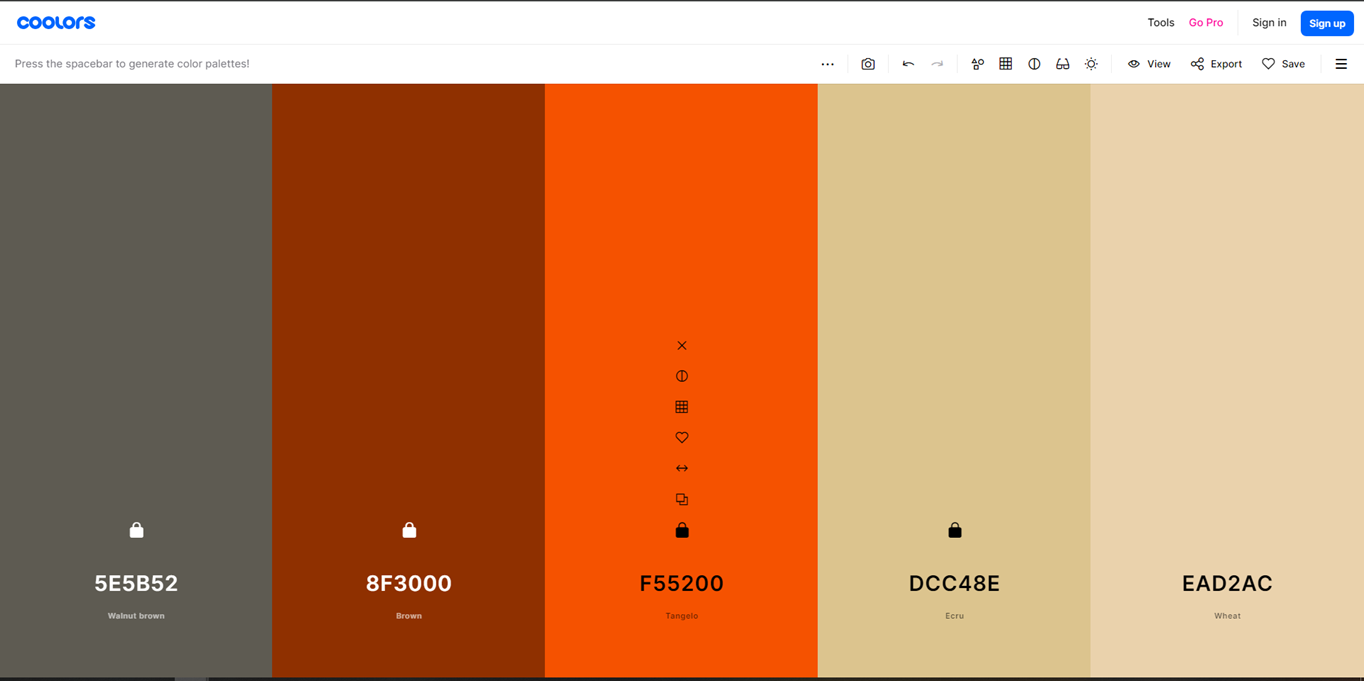 coolors
Tools Go Pro Sign in Sign up
Press the spacebar to generate color palettes!
View Export Save
5E5B52
Walnut brown
8F3000
Brown
F55200
Tangelo
DCC48E
Ecru
EAD2AC
Wheat